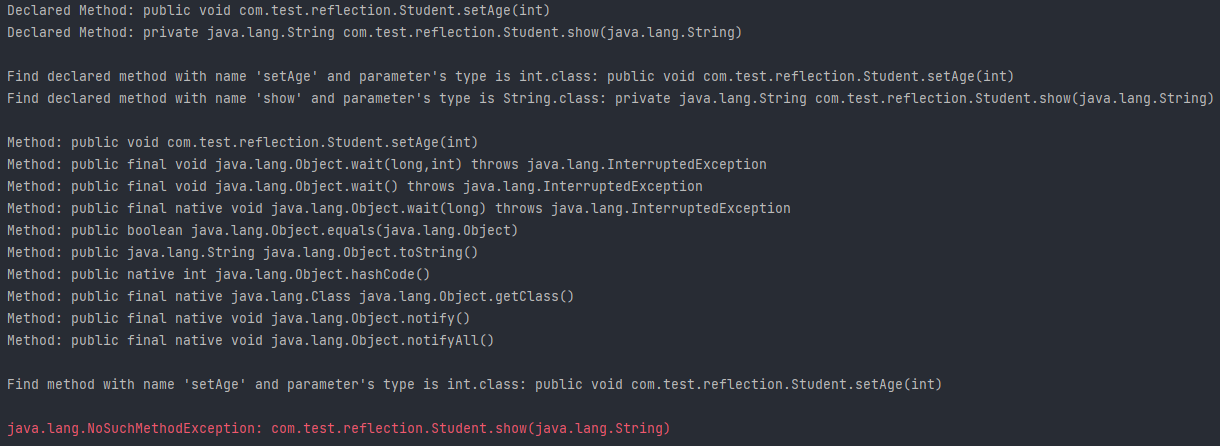 Declared Method: public void com.test.reflection.Student.setAge(int)
Declared Method: private java.lang.String com.test.reflection.Student.show(java.lang.String)
Find declared method with name 'setAge' and parameter's type is int.class: public void com.test.reflection.Student.setAge(int)
Find declared method with name 'show' and parameter's type is String.class: private java.lang.String com.test.reflection.Student.show(java.lang.String)
Method: public void com.test.reflection.Student.setAge(int)
Method: public final void java.lang.Object.wait(long,int) throws java.lang.InterruptedException
Method: public final void java.lang.Object.wait() throws java.lang.InterruptedException
Method: public final native void java.lang.Object.wait(long) throws java.lang.InterruptedException
Method: public boolean java.lang.Object.equals(java.lang.Object)
Method: public java.lang.String java.lang.Object.toString()
Method: public native int java.lang.Object.hashCode()
Method: public final native java.lang.Class java.lang.Object.getClass()
Method: public final native void java.lang.Object.notify()
Method: public final native void java.lang.Object.notifyAll()
Find method with name 'setAge' and parameter's type is int.class: public void com.test.reflection.Student.setAge(int)
java.lang.NoSuchMethodException: com.test.reflection.Student.show(java.lang.String)